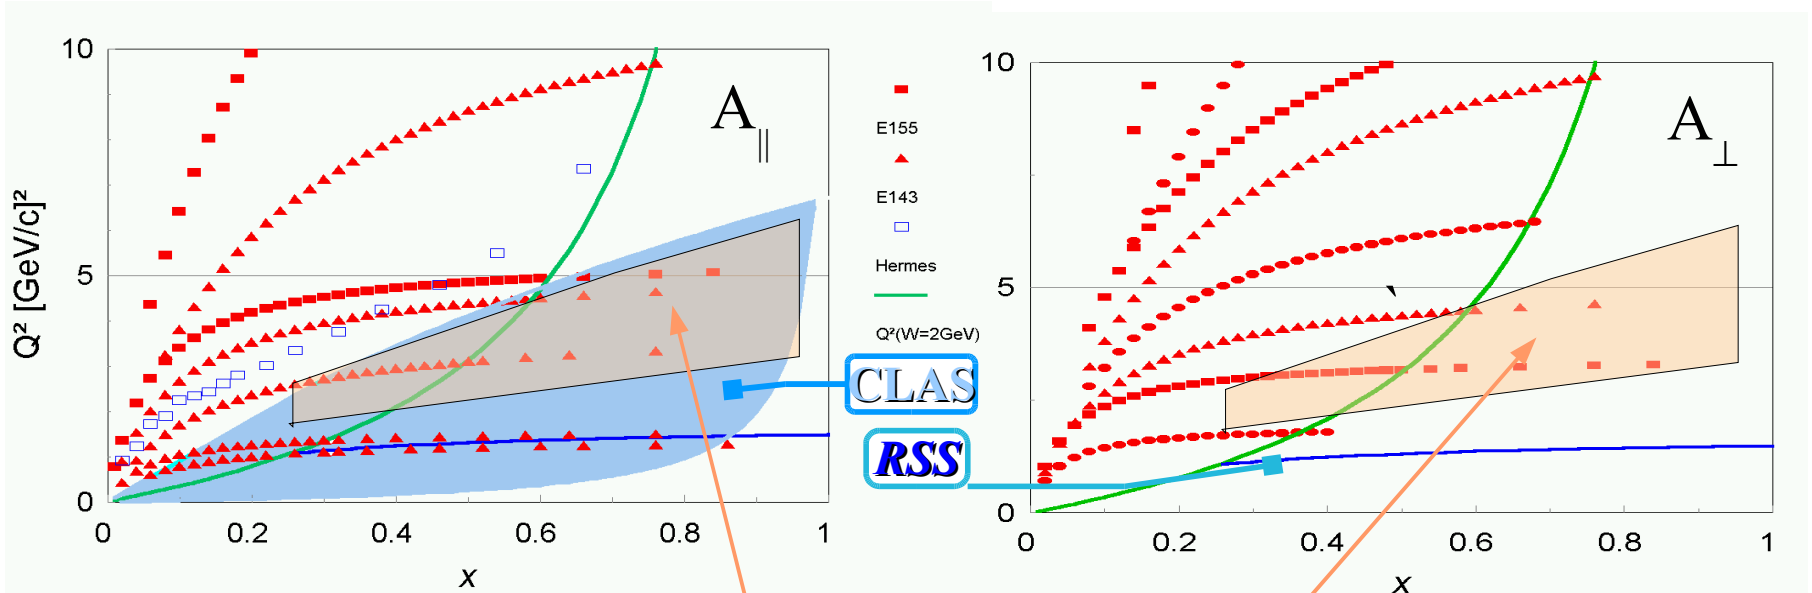 10
5
0
Q² [GeV/c]²
0
0.2
0.4
0.6
0.8
1
x
A||
E155
E143
Hermes
Q²(W=2GeV)
CLAS
RSS
10
5
0
0
0.2
0.4
0.6
0.8
1
x
A⊥